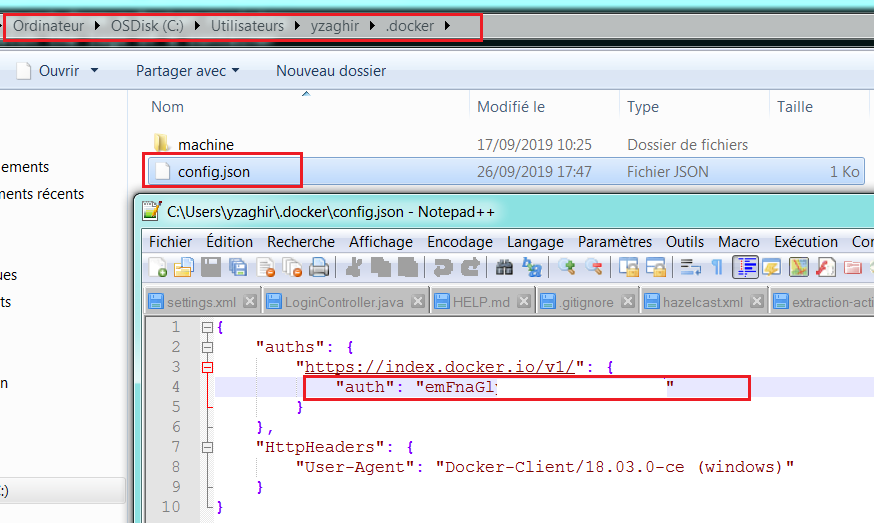 Ordinateur ▸ OSDisk (C:) ▸ Utilisateurs ▸ yzaghir ▸ .docker ▸
Ouvrir Partager avec Nouveau dossier
Nom Modifié le Type Taille
machine 17/09/2019 10:25 Dossier de fichiers
config.json 26/09/2019 17:47 Fichier JSON 1 Ko
ements
ments récents
ues
ts
n
:)
C:\Users\yzaghir\.docker\config.json - Notepad++
Fichier Édition Recherche Affichage Encodage Langage Paramètres Outils Macro Exécution Con
settings.xml LoginController.java HELP.md .gitignore hazelcast.xml extraction-acti
1 {
2 "auths": {
3 "https://index.docker.io/v1/": {
4 "auth": "emFnaGly "
5 }
6 },
7 "HttpHeaders": {
8 "User-Agent": "Docker-Client/18.03.0-ce (windows)"
9 }
10 }